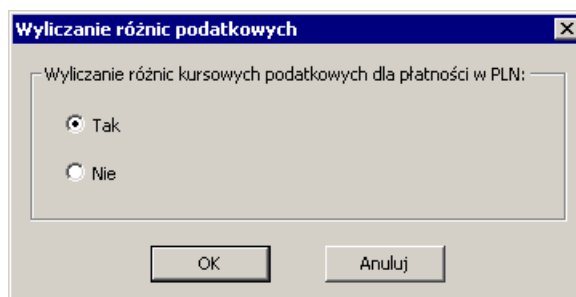 Wyliczanie różnic podatkowych
Wyliczanie różnic kursowych podatkowych dla płatności w PLN:
Tak
Nie
OK
Anuluj